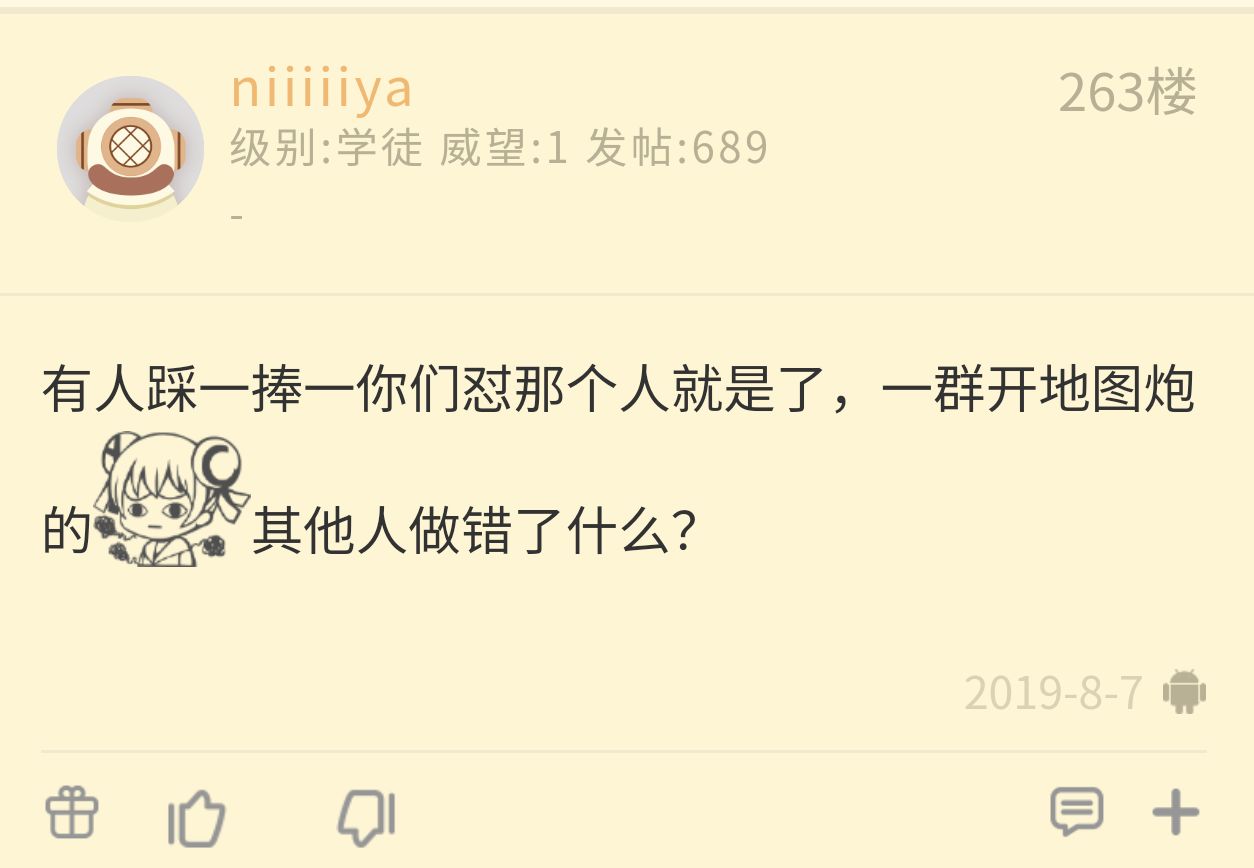 niiiiiya
263楼
级别:学徒 威望:1 发帖:689
-
有人踩一捧一你们怼那个人就是了，一群开地图炮
的其他人做错了什么？
2019-8-7